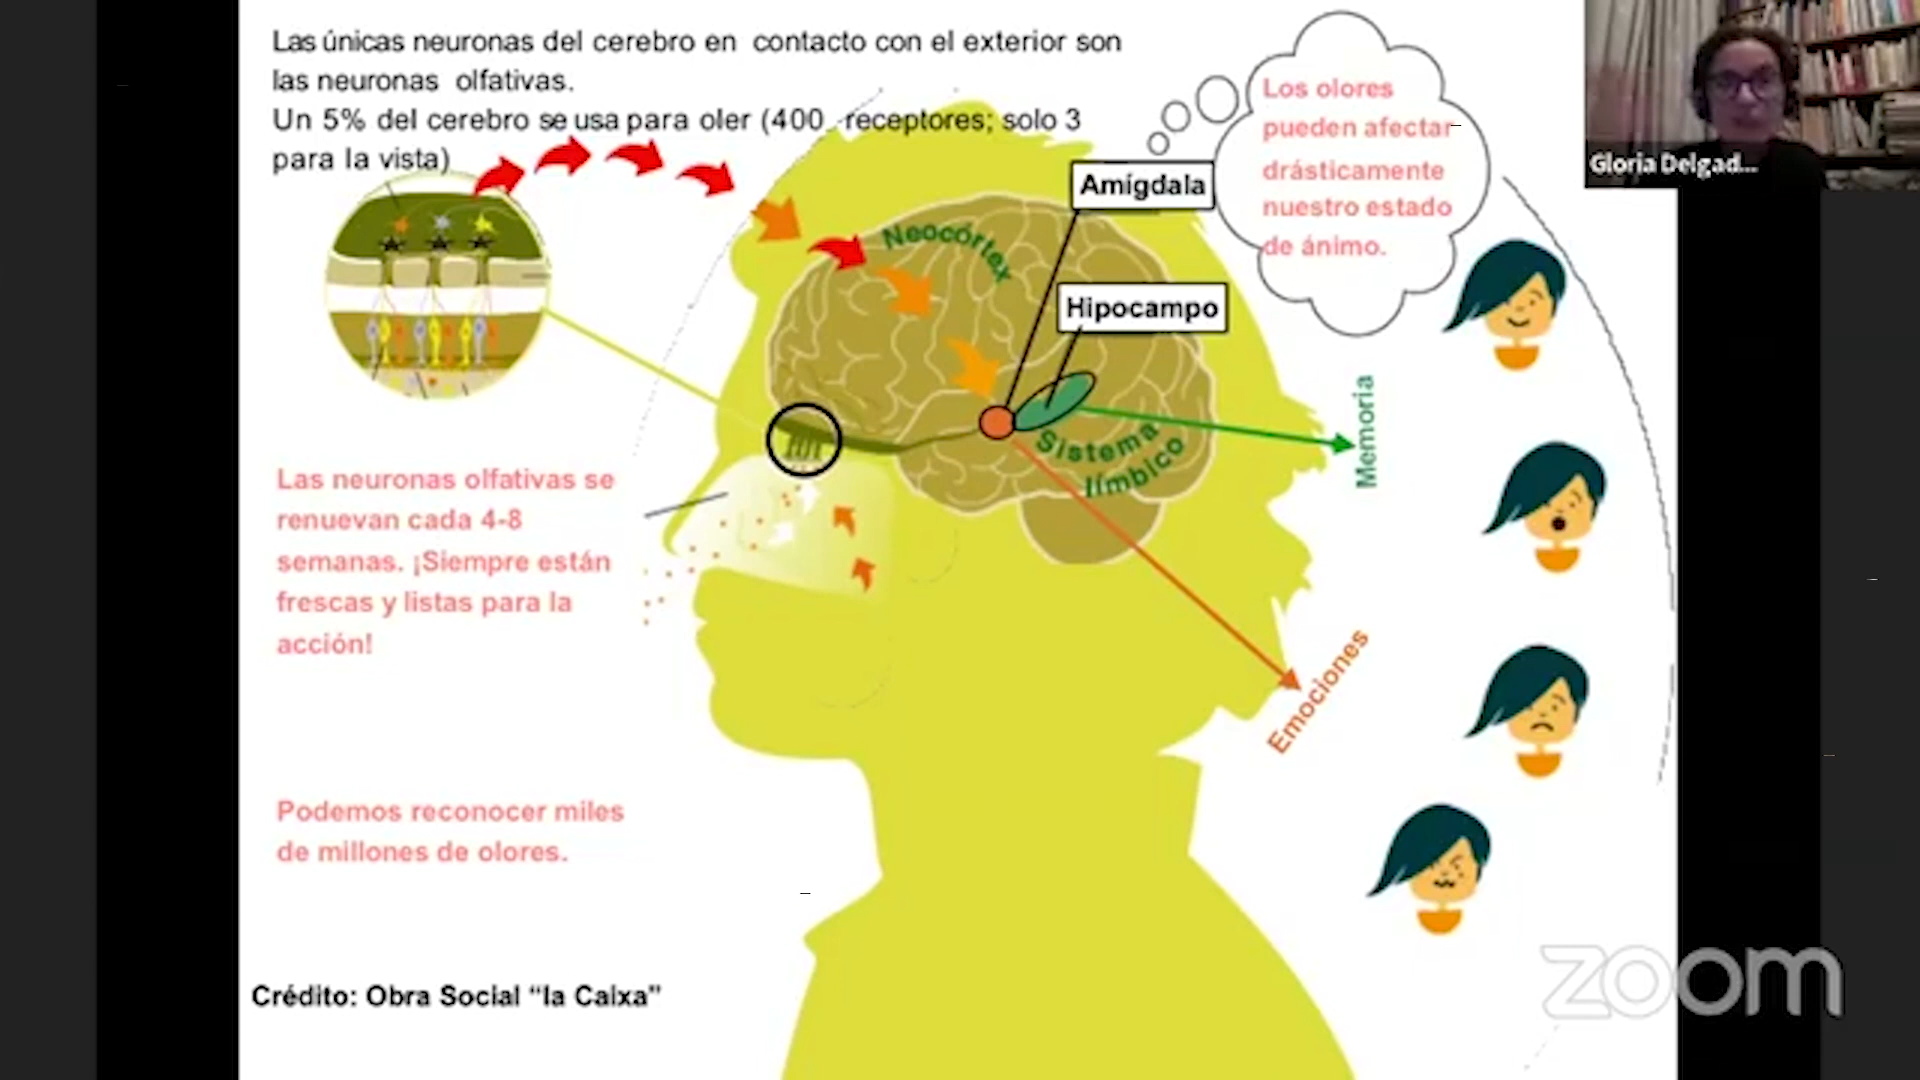 Las únicas neuronas del cerebro en contacto con el exterior son
las neuronas olfativas.
Un 5% del cerebro se usa para oler (400 receptores; solo 3
para la vista)
Los olores
pueden afectar
drásticamente
nuestro estado
de ánimo.
Gloria Delgad...
Amígdala
Neocórtex
Hipocampo
Sistema
límbico
Memoria
Emociones
Las neuronas olfativas se
renuevan cada 4-8
semanas. ¡Siempre están
frescas y listas para la
acción!
Podemos reconocer miles
de millones de olores.
Crédito: Obra Social “la Caixa”
zoom